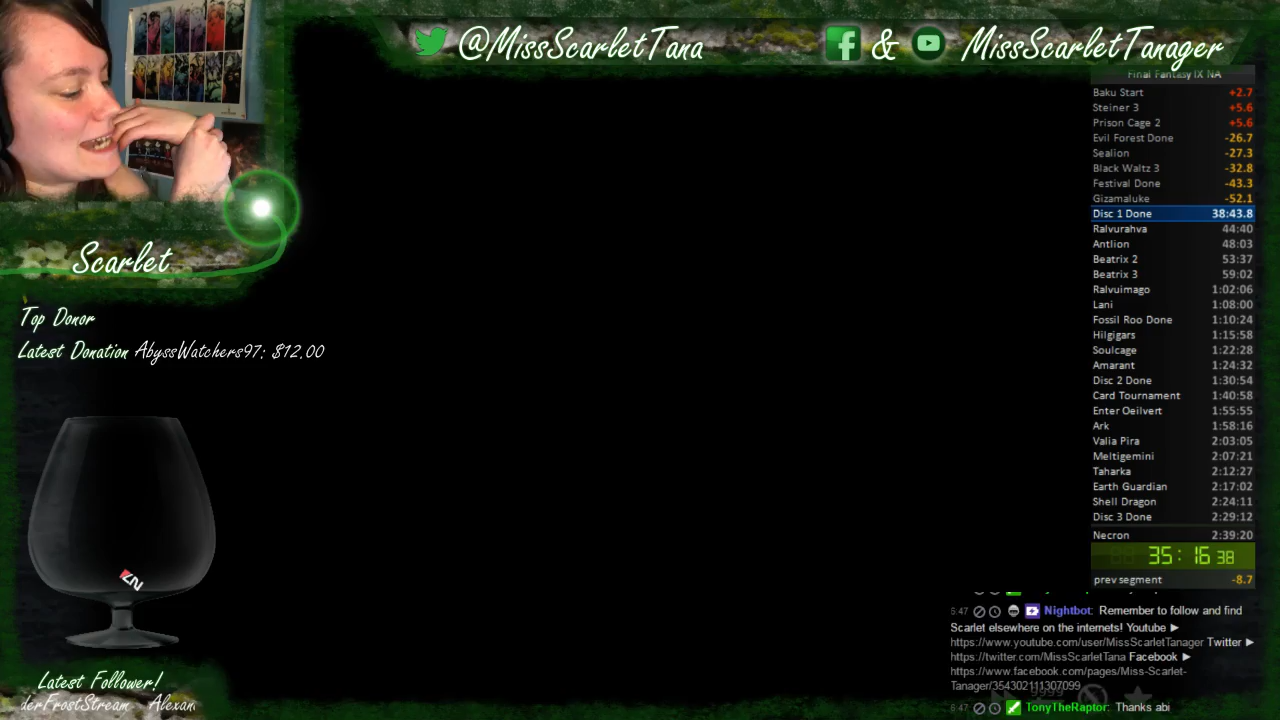 @MissScarletTana
& MissScarletTanager
Final Fantasy IX NA
Baku Start +2.7
Steiner 3 +5.6
Prison Cage 2 +5.6
Evil Forest Done -26.7
Sealion -27.3
Black Waltz 3 -32.8
Festival Done -43.3
Gizamaluke -52.1
Disc 1 Done 38:43.8
Ralvurahva 44:40
Antlion 48:03
Beatrix 2 53:37
Beatrix 3 59:02
Ralvuimago 1:02:06
Lani 1:08:00
Fossil Roo Done 1:10:24
Hilgigars 1:15:58
Soulcage 1:22:28
Amarant 1:24:32
Disc 2 Done 1:30:54
Card Tournament 1:40:58
Enter Oeilvert 1:55:55
Ark 1:58:16
Valia Pira 2:03:05
Meltigemini 2:07:21
Taharka 2:12:27
Earth Guardian 2:17:02
Shell Dragon 2:24:11
Disc 3 Done 2:29:12
Necron 2:39:20
35:16 38
prev segment -8.7
Scarlet
Top Donor
Latest Donation AbyssWatchers97: $12.00
Latest Follower!
derFrostStream Alexan
6:47 Nightbot: Remember to follow and find
Scarlet elsewhere on the internets! Youtube ►
https://www.youtube.com/user/MissScarletTanager Twitter ►
https://twitter.com/MissScarletTana Facebook ►
https://www.facebook.com/pages/Miss-Scarlet-
Tanager/354302111307099
6:47 TonyTheRaptor: Thanks abi